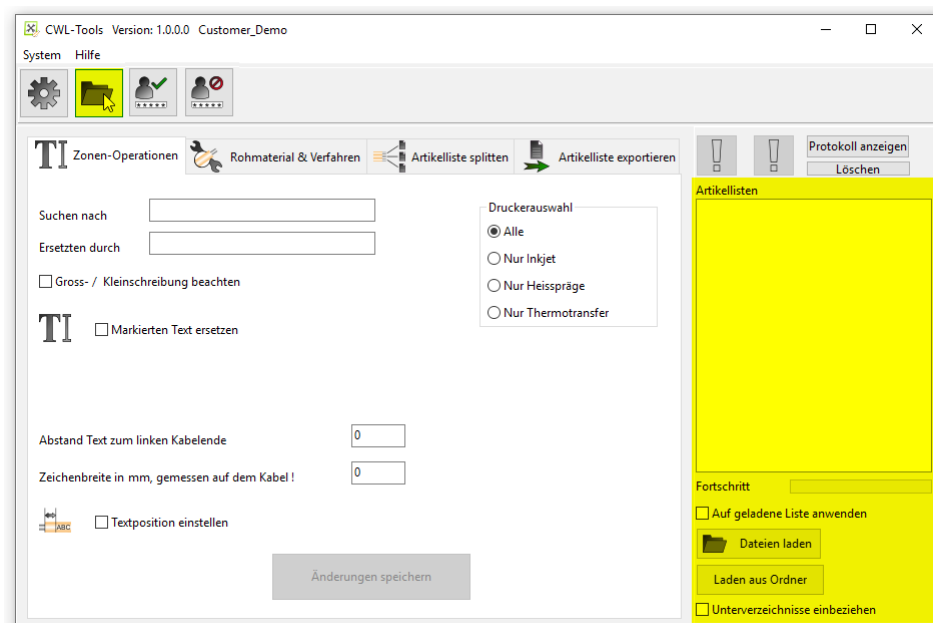 CWL-Tools Version: 1.0.0.0 Customer_Demo
System Hilfe
Zonen-Operationen
Rohmaterial & Verfahren
Artikelliste splitten
Artikelliste exportieren
Suchen nach
Ersetzten durch
Gross- / Kleinschreibung beachten
Markierten Text ersetzen
Druckerauswahl
Alle
Nur Inkjet
Nur Heisspräge
Nur Thermotransfer
Abstand Text zum linken Kabelende
0
Zeichenbreite in mm, gemessen auf dem Kabel !
0
ABC
Textposition einstellen
Änderungen speichern
Protokoll anzeigen
Löschen
Artikellisten
Fortschritt
Auf geladene Liste anwenden
Dateien laden
Laden aus Ordner
Unterverzeichnisse einbeziehen